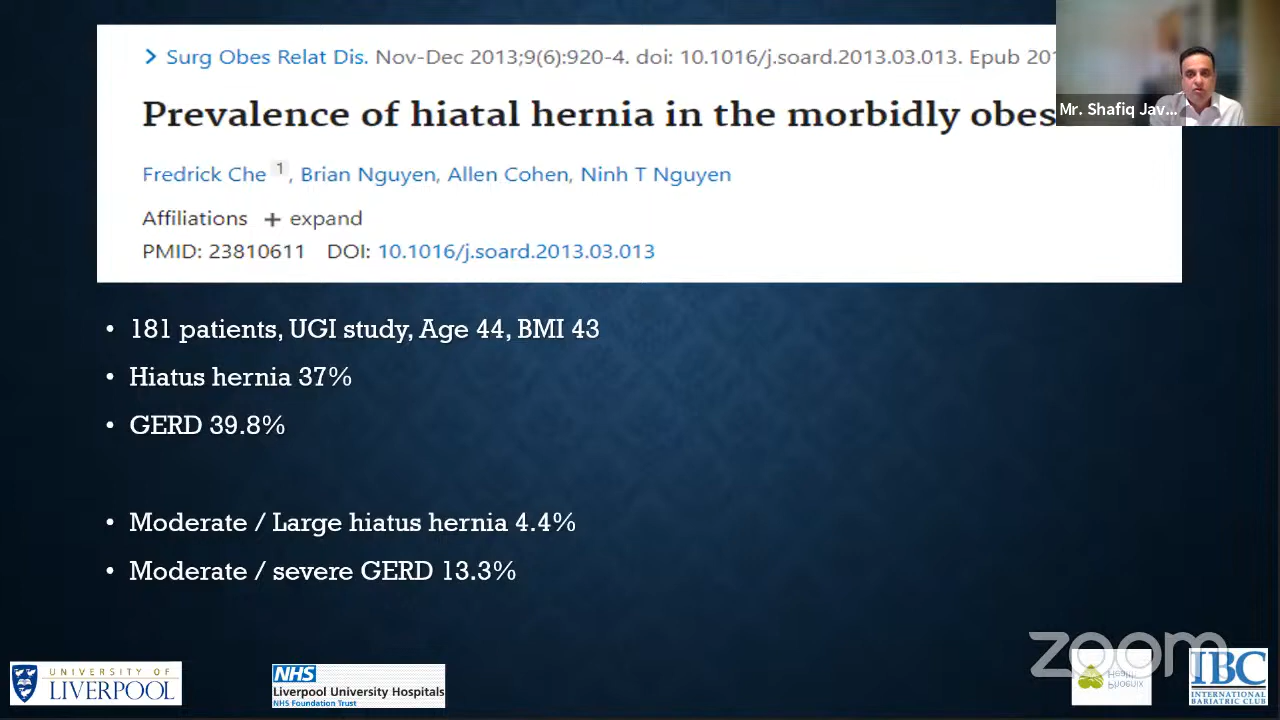 > Surg Obes Relat Dis. Nov-Dec 2013;9(6):920-4. doi: 10.1016/j.soard.2013.03.013. Epub 201
Prevalence of hiatal hernia in the morbidly obes
Mr. Shafiq Jav...
Fredrick Che 1, Brian Nguyen, Allen Cohen, Ninh T Nguyen
Affiliations + expand
PMID: 23810611 DOI: 10.1016/j.soard.2013.03.013
• 181 patients, UGI study, Age 44, BMI 43
• Hiatus hernia 37%
• GERD 39.8%
• Moderate / Large hiatus hernia 4.4%
• Moderate / severe GERD 13.3%
zoom
UNIVERSITY OF
LIVERPOOL
NHS
Liverpool University Hospitals
NHS Foundation Trust
Health
Phoenix
IBC
INTERNATIONAL
BARIATRIC CLUB